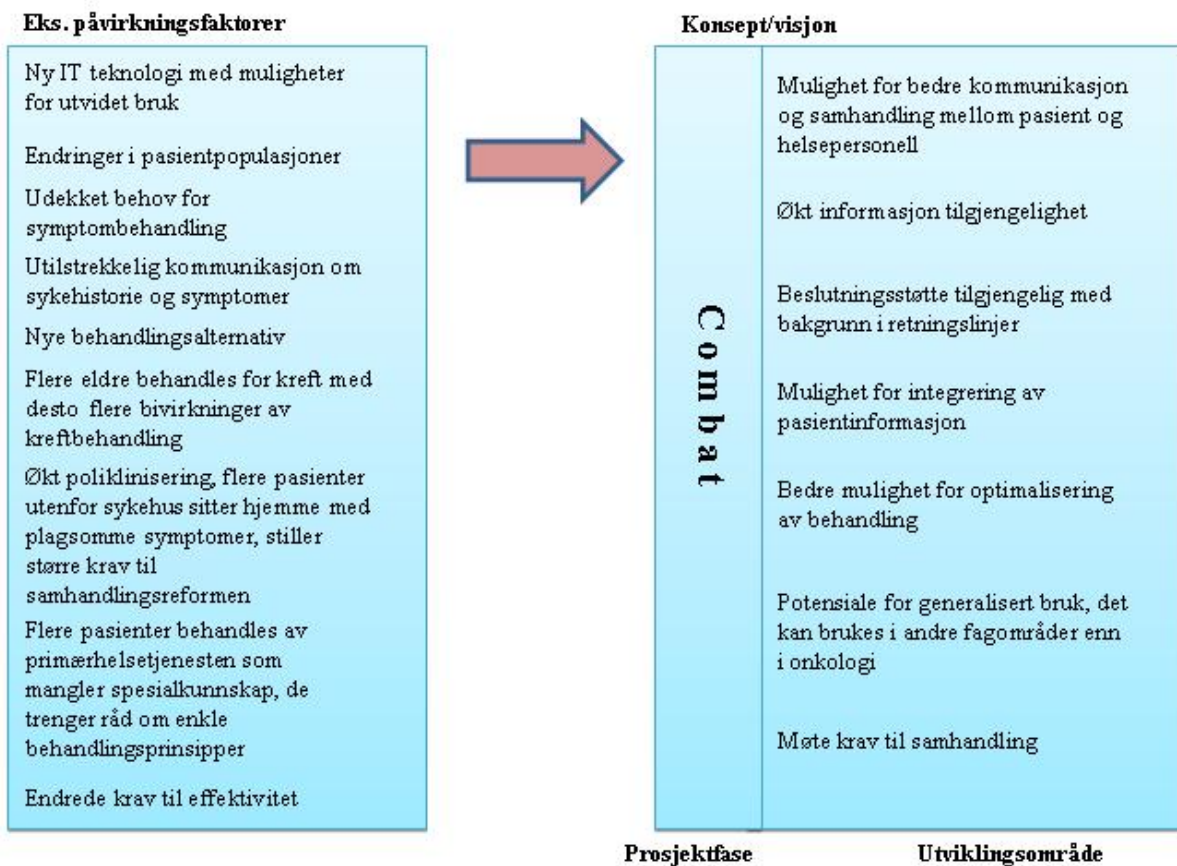 Eks. påvirkningsfaktorer
Ny IT teknologi med muligheter
for utvidet bruk
Endringer i pasientpopulasjoner
Udekket behov for
symptombehandling
Utilstrekkelig kommunikasjon om
sykehistorie og symptomer
Nye behandlingsalternativ
Flere eldre behandles for kreft med
desto flere bivirkninger av
kreftbehandling
Økt poliklinisering, flere pasienter
utenfor sykehus sitter hjemme med
plagsomme symptomer, stiller
større krav til
samhandlingsreformen
Flere pasienter behandles av
primærhelsetjenesten som
mangler spesialkunnskap, de
trenger råd om enkle
behandlingsprinsipper
Endrede krav til effektivitet
Konsept/visjon
Combat
Mulighet for bedre kommunikasjon
og samhandling mellom pasient og
helsepersonell
Økt informasjon tilgjengelighet
Beslutningsstøtte tilgjengelig med
bakgrunn i retningslinjer
Mulighet for integrering av
pasientinformasjon
Bedre mulighet for optimalisering
av behandling
Potensiale for generalisert bruk, det
kan brukes i andre fagområder enn
i onkologi
Møte krav til samhandling
Prosjektfase
Utviklingsområde